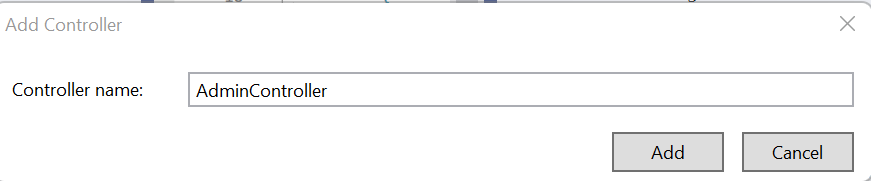 Add Controller
Controller name:
AdminController
Add
Cancel